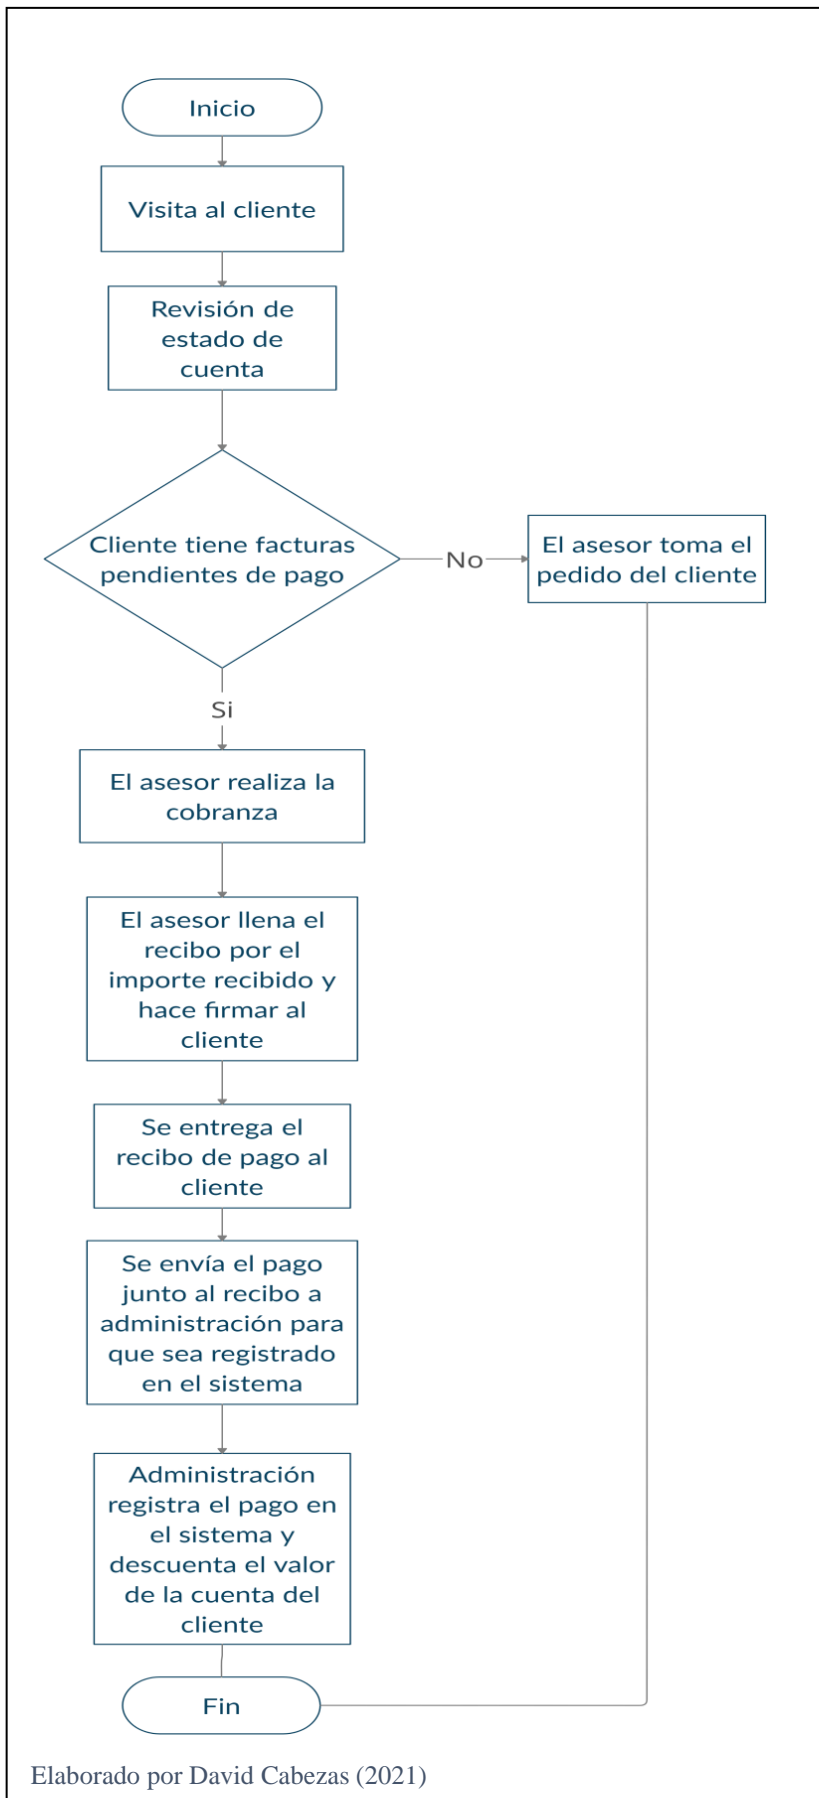 Inicio
Visita al cliente
Revisión de
estado de
cuenta
Cliente tiene facturas
pendientes de pago
No
El asesor toma el
pedido del cliente
Si
El asesor realiza la
cobranza
El asesor llena el
recibo por el
importe recibido y
hace firmar al
cliente
Se entrega el
recibo de pago al
cliente
Se envía el pago
junto al recibo a
administración para
que sea registrado
en el sistema
Administración
registra el pago en
el sistema y
descuenta el valor
de la cuenta del
cliente
Fin
Elaborado por David Cabezas (2021)